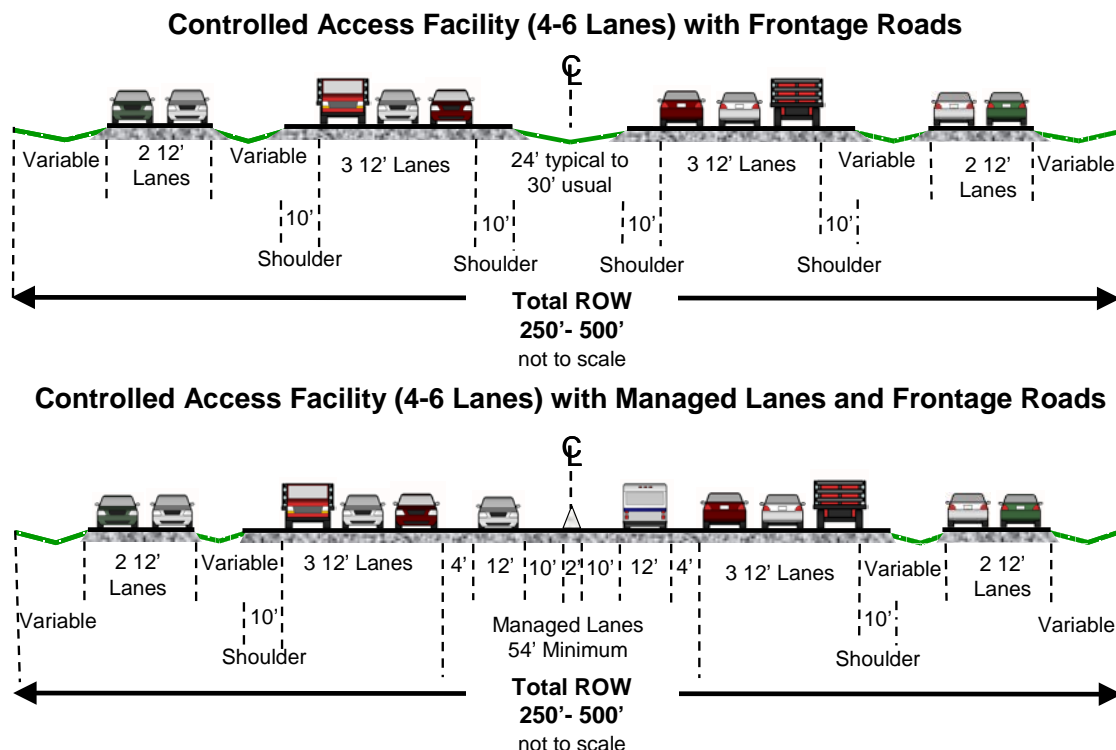 Controlled Access Facility (4-6 Lanes) with Frontage Roads
℄
Variable
2 12'
Lanes
Variable
3 12' Lanes
24' typical to
30' usual
3 12' Lanes
Variable
2 12'
Lanes
Variable
10'
10'
10'
10'
Shoulder
Shoulder
Shoulder
Shoulder
Total ROW
250'- 500'
not to scale
Controlled Access Facility (4-6 Lanes) with Managed Lanes and Frontage Roads
℄
2 12'
Lanes
Variable
3 12' Lanes
4'
12'
10'
2'
10'
12'
4'
3 12' Lanes
Variable
2 12'
Lanes
Variable
10'
Shoulder
Managed Lanes
54' Minimum
10'
Shoulder
Variable
Total ROW
250'- 500'
not to scale